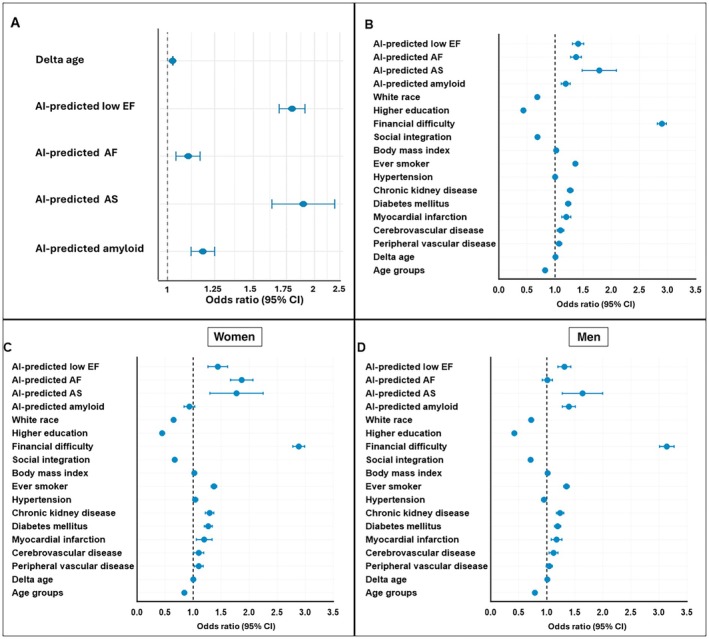 A
Delta age
AI-predicted low EF
AI-predicted AF
AI-predicted AS
AI-predicted amyloid
1 1.25 1.5 1.75 2 2.5
Odds ratio (95% CI)
B
AI-predicted low EF
AI-predicted AF
AI-predicted AS
AI-predicted amyloid
White race
Higher education
Financial difficulty
Social integration
Body mass index
Ever smoker
Hypertension
Chronic kidney disease
Diabetes mellitus
Myocardial infarction
Cerebrovascular disease
Peripheral vascular disease
Delta age
Age groups
0.0 0.5 1.0 1.5 2.0 2.5 3.0 3.5
Odds ratio (95% CI)
Women
C
AI-predicted low EF
AI-predicted AF
AI-predicted AS
AI-predicted amyloid
White race
Higher education
Financial difficulty
Social integration
Body mass index
Ever smoker
Hypertension
Chronic kidney disease
Diabetes mellitus
Myocardial infarction
Cerebrovascular disease
Peripheral vascular disease
Delta age
Age groups
0.0 0.5 1.0 1.5 2.0 2.5 3.0 3.5
Odds ratio (95% CI)
Men
D
AI-predicted low EF
AI-predicted AF
AI-predicted AS
AI-predicted amyloid
White race
Higher education
Financial difficulty
Social integration
Body mass index
Ever smoker
Hypertension
Chronic kidney disease
Diabetes mellitus
Myocardial infarction
Cerebrovascular disease
Peripheral vascular disease
Delta age
Age groups
0.0 0.5 1.0 1.5 2.0 2.5 3.0 3.5
Odds ratio (95% CI)